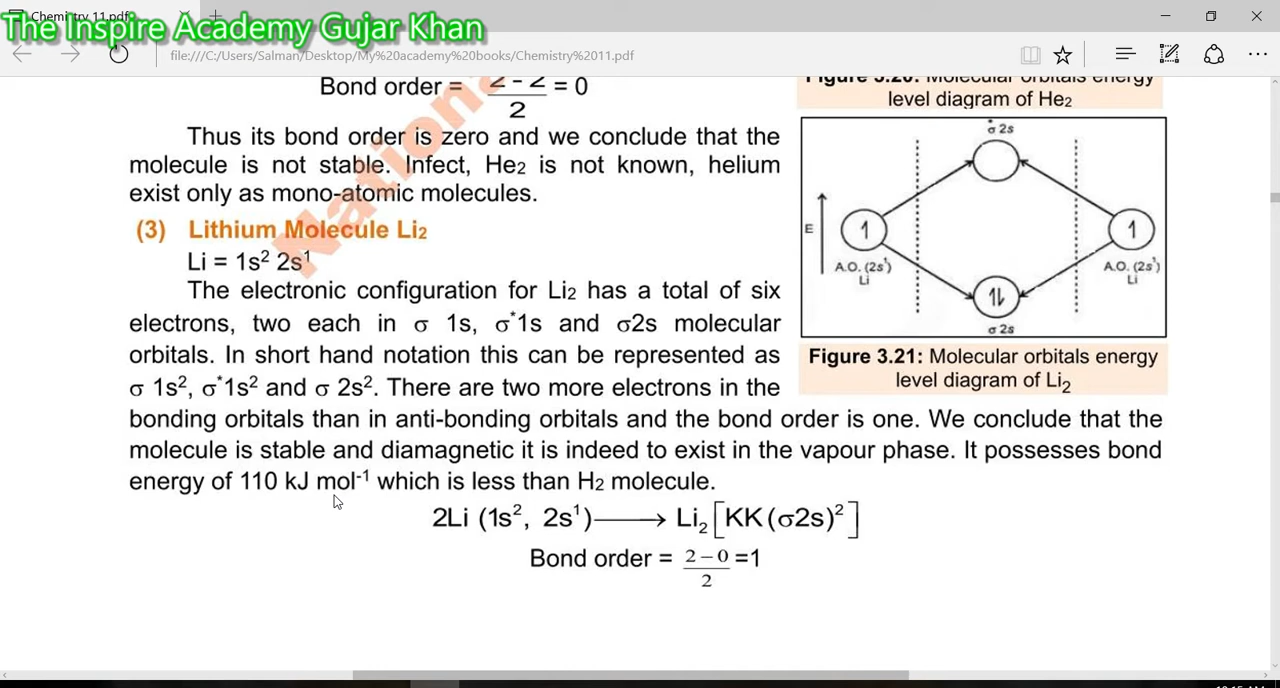 Chemistry 11.pdf
The Inspire Academy Gujar Khan
file:///C:/Users/Salman/Desktop/My%20academy%20books/Chemistry%2011.pdf
Bond order = 2 - 2 / 2 = 0
Thus its bond order is zero and we conclude that the
molecule is not stable. Infect, He₂ is not known, helium
exist only as mono-atomic molecules.
(3) Lithium Molecule Li₂
Li = 1s² 2s¹
The electronic configuration for Li₂ has a total of six
electrons, two each in σ 1s, σ*1s and σ2s molecular
orbitals. In short hand notation this can be represented as
σ 1s², σ*1s² and σ 2s². There are two more electrons in the
Figure 3.20: Molecular orbitals energy
level diagram of He₂
σ* 2s
E
1
1
A.O. (2s¹)
Li
A.O. (2s¹)
Li
⥮
σ 2s
Figure 3.21: Molecular orbitals energy
level diagram of Li₂
bonding orbitals than in anti-bonding orbitals and the bond order is one. We conclude that the
molecule is stable and diamagnetic it is indeed to exist in the vapour phase. It possesses bond
energy of 110 kJ mol⁻¹ which is less than H₂ molecule.
2Li (1s², 2s¹) ⟶ Li₂ [KK (σ2s)²]
Bond order = 2 – 0 / 2 =1
National